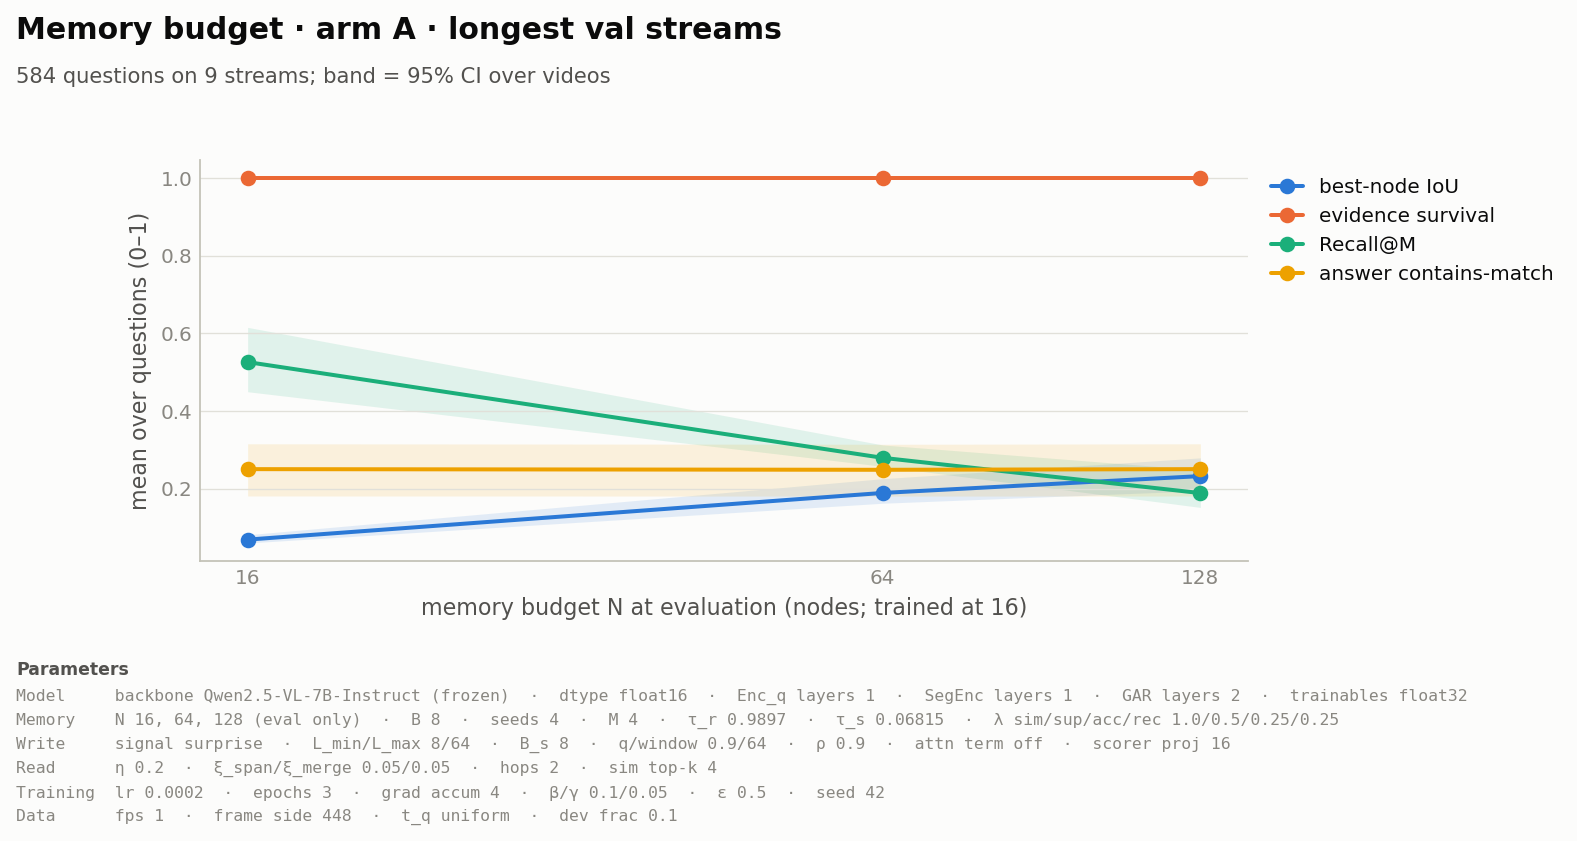 Memory budget · arm A · longest val streams
584 questions on 9 streams; band = 95% CI over videos
mean over questions (0–1)
1.0
0.8
0.6
0.4
0.2
16
64
128
memory budget N at evaluation (nodes; trained at 16)
best-node IoU
evidence survival
Recall@M
answer contains-match
Parameters
Model backbone Qwen2.5-VL-7B-Instruct (frozen) · dtype float16 · Enc_q layers 1 · SegEnc layers 1 · GAR layers 2 · trainables float32
Memory N 16, 64, 128 (eval only) · B 8 · seeds 4 · M 4 · τ_r 0.9897 · τ_s 0.06815 · λ sim/sup/acc/rec 1.0/0.5/0.25/0.25
Write signal surprise · L_min/L_max 8/64 · B_s 8 · q/window 0.9/64 · ρ 0.9 · attn term off · scorer proj 16
Read η 0.2 · ξ_span/ξ_merge 0.05/0.05 · hops 2 · sim top-k 4
Training lr 0.0002 · epochs 3 · grad accum 4 · β/γ 0.1/0.05 · ε 0.5 · seed 42
Data fps 1 · frame side 448 · t_q uniform · dev frac 0.1